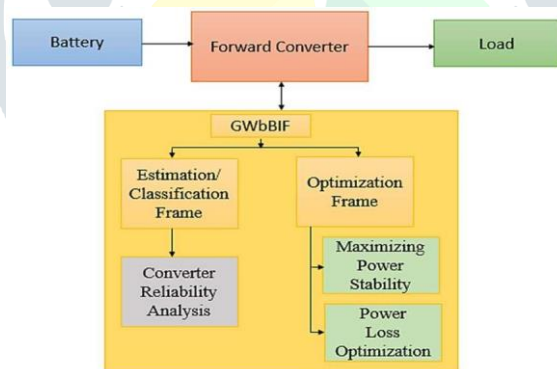 Battery
Forward Converter
Load
GWbBIF
Estimation/
Classification
Frame
Optimization
Frame
Converter
Reliability
Analysis
Maximizing
Power
Stability
Power
Loss
Optimization